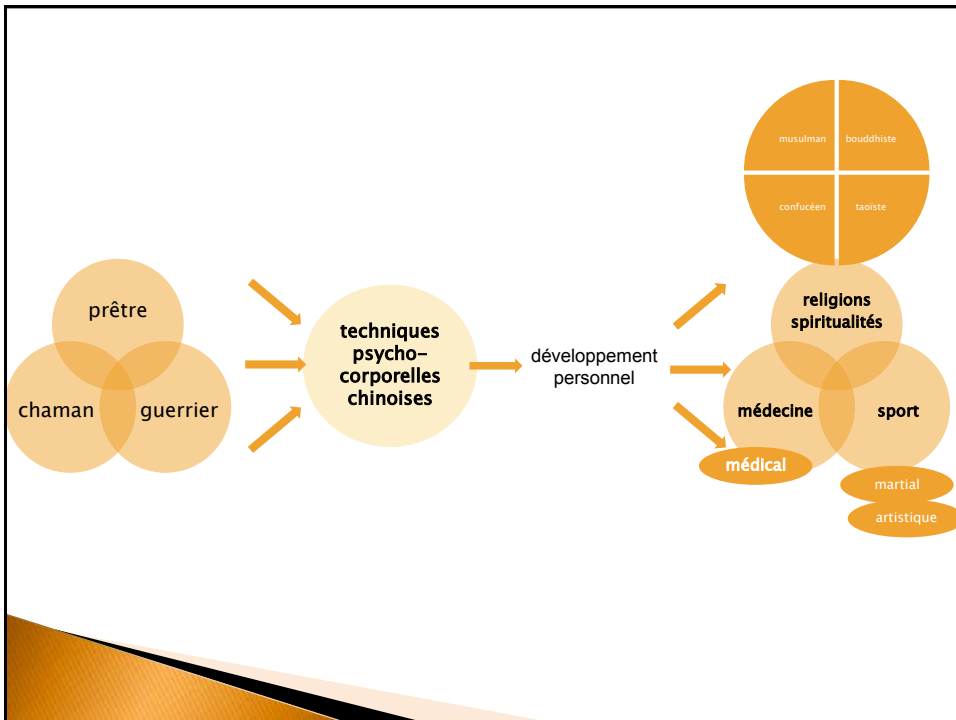 prêtre
chaman
guerrier
techniques
psycho-
corporelles
chinoises
développement
personnel
musulman
bouddhiste
confucéen
taoïste
religions
spiritualités
médecine
sport
médical
martial
artistique